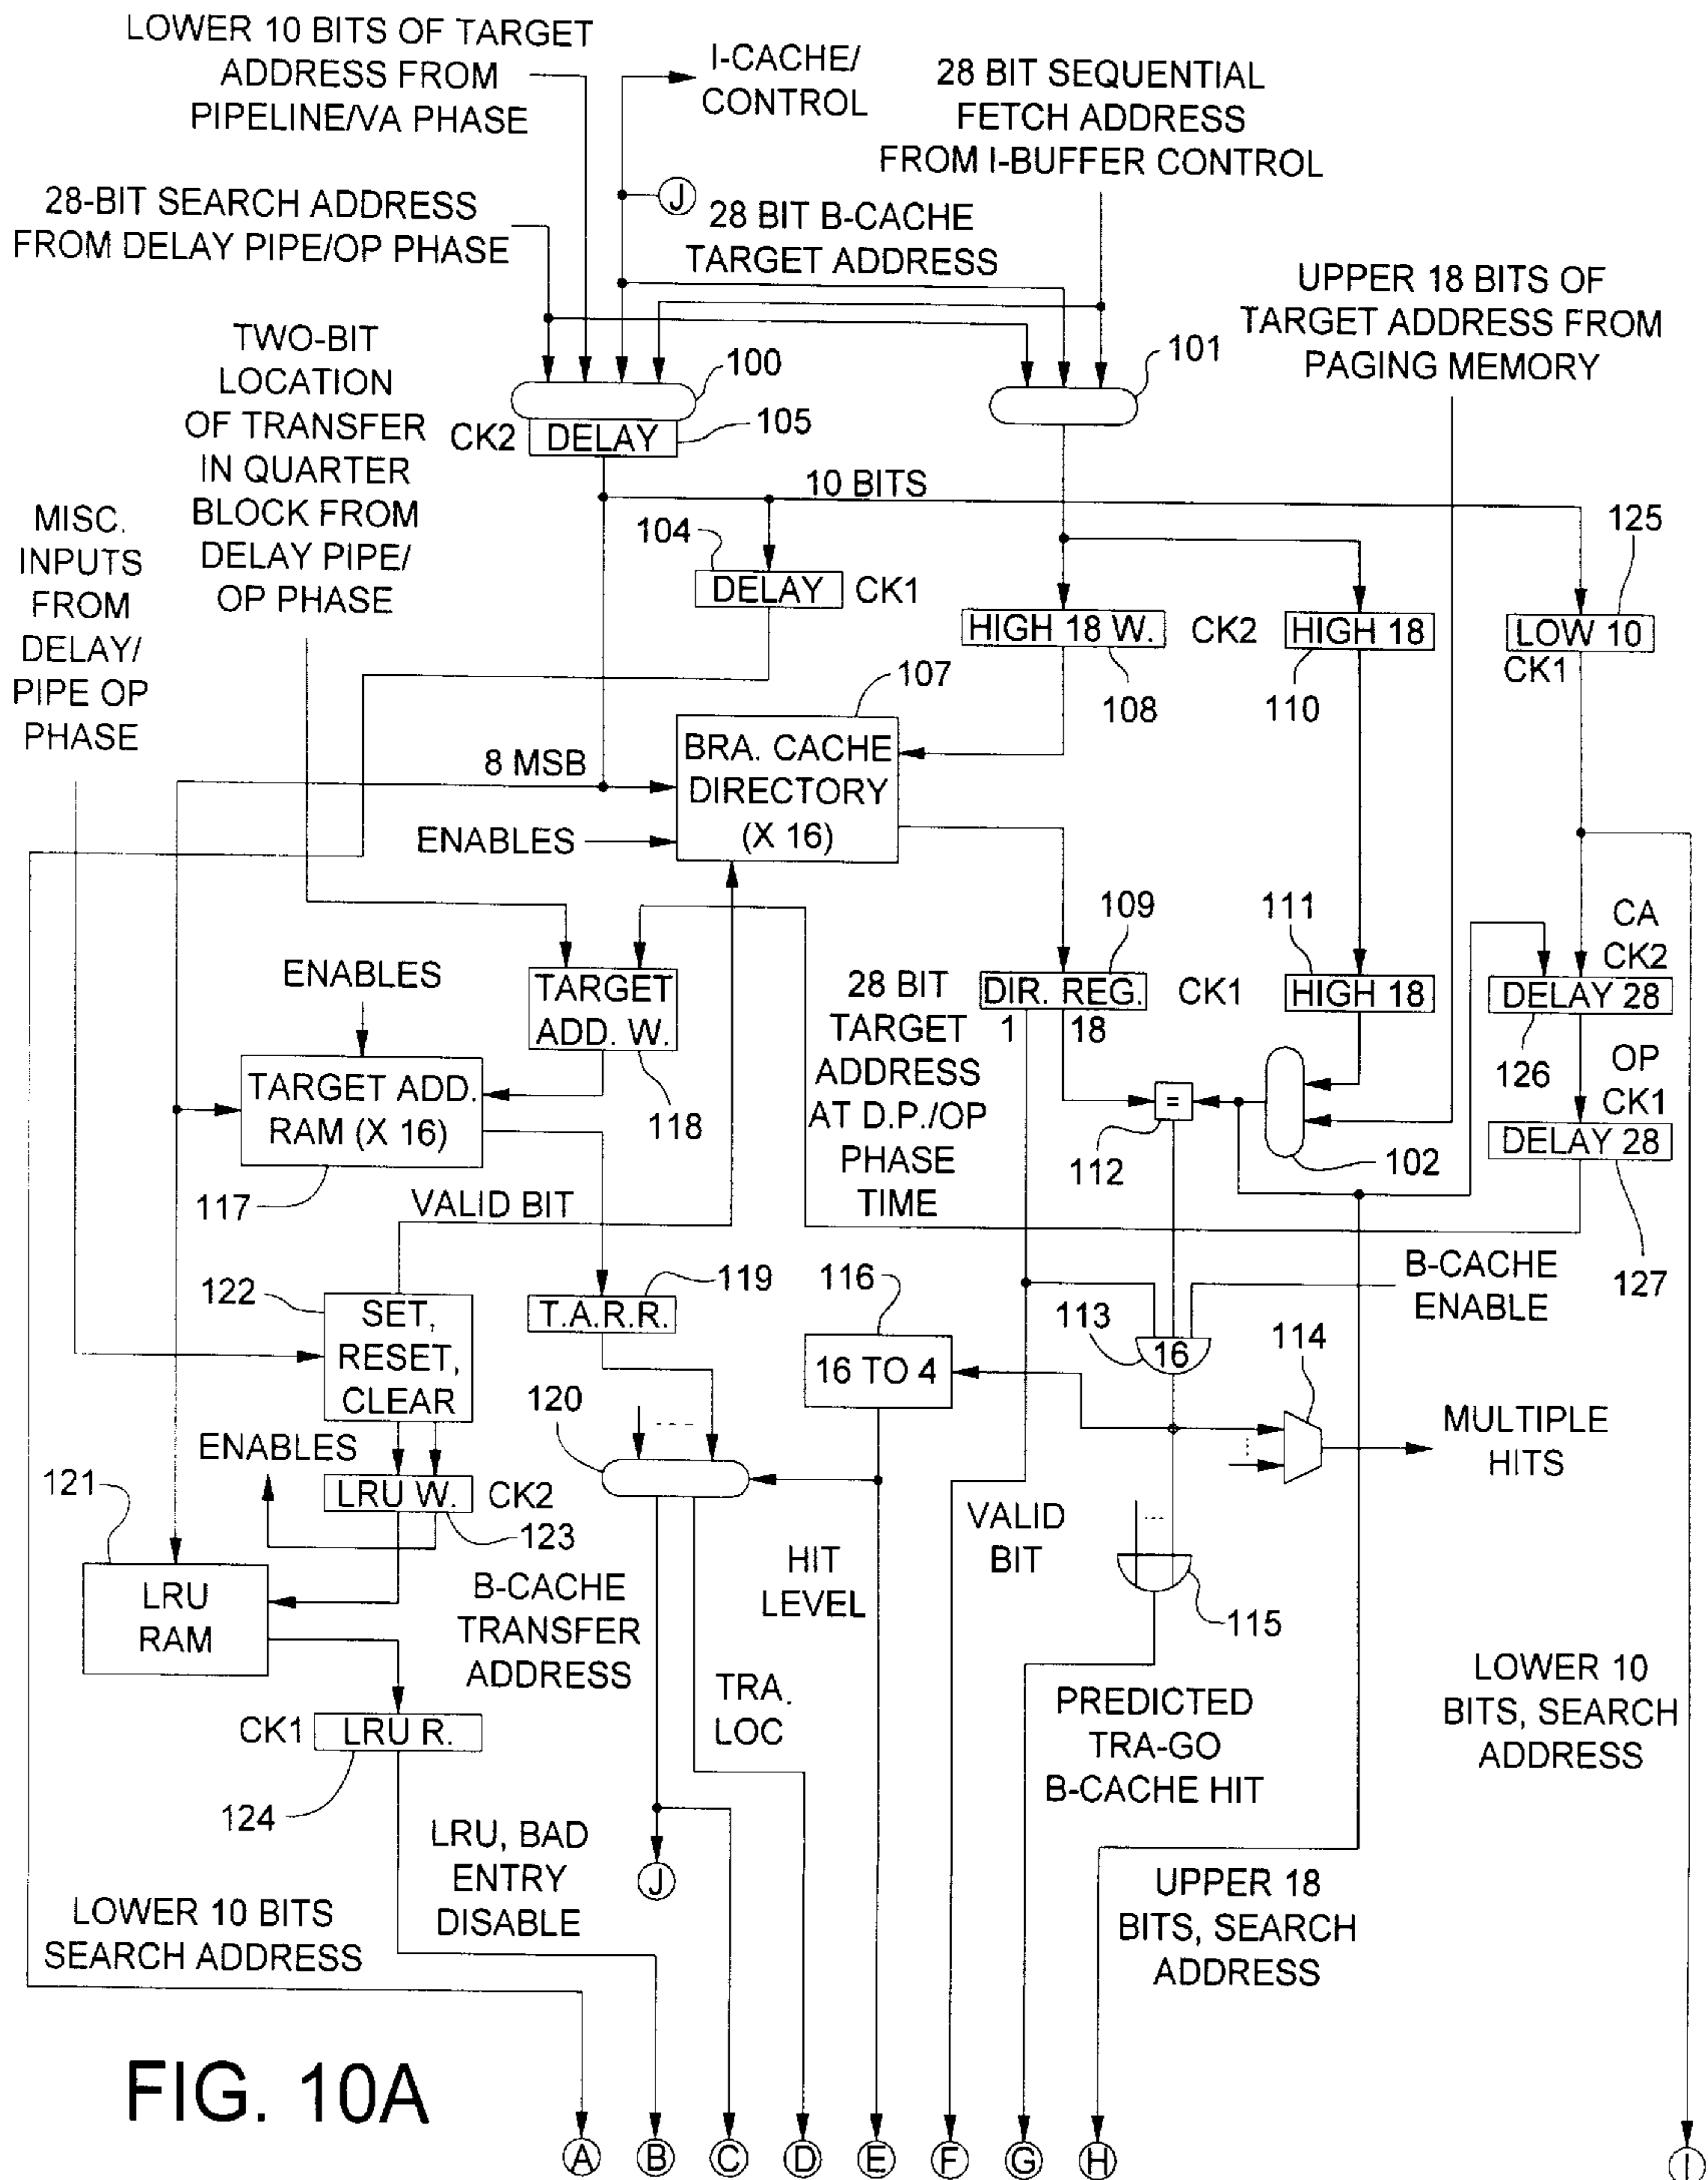 LOWER 10 BITS OF TARGET
ADDRESS FROM
PIPELINE/VA PHASE
I-CACHE/
CONTROL
28 BIT SEQUENTIAL
FETCH ADDRESS
FROM I-BUFFER CONTROL
28-BIT SEARCH ADDRESS
FROM DELAY PIPE/OP PHASE
J
28 BIT B-CACHE
TARGET ADDRESS
UPPER 18 BITS OF
TARGET ADDRESS FROM
PAGING MEMORY
TWO-BIT
LOCATION
OF TRANSFER
IN QUARTER
BLOCK FROM
DELAY PIPE/
OP PHASE
100
101
CK2
DELAY
105
10 BITS
MISC.
INPUTS
FROM
DELAY/
PIPE OP
PHASE
104
DELAY
CK1
125
HIGH 18 W.
CK2
HIGH 18
LOW 10
CK1
107
108
110
8 MSB
BRA. CACHE
DIRECTORY
(X 16)
ENABLES
109
111
CA
CK2
ENABLES
TARGET
ADD. W.
28 BIT
TARGET
ADDRESS
AT D.P./OP
PHASE
TIME
DIR. REG.
CK1
HIGH 18
DELAY 28
1
18
126
OP
CK1
TARGET ADD.
RAM (X 16)
118
=
DELAY 28
112
102
117
VALID BIT
127
122
SET,
RESET,
CLEAR
119
T.A.R.R.
116
16 TO 4
B-CACHE
ENABLE
113
16
114
120
MULTIPLE
HITS
ENABLES
121
LRU W.
CK2
123
LRU
RAM
B-CACHE
TRANSFER
ADDRESS
HIT
LEVEL
VALID
BIT
115
TRA.
LOC
PREDICTED
TRA-GO
B-CACHE HIT
LOWER 10
BITS, SEARCH
ADDRESS
CK1
LRU R.
124
LRU, BAD
ENTRY
DISABLE
J
LOWER 10 BITS
SEARCH ADDRESS
UPPER 18
BITS, SEARCH
ADDRESS
FIG. 10A
A
B
C
D
E
F
G
H
I